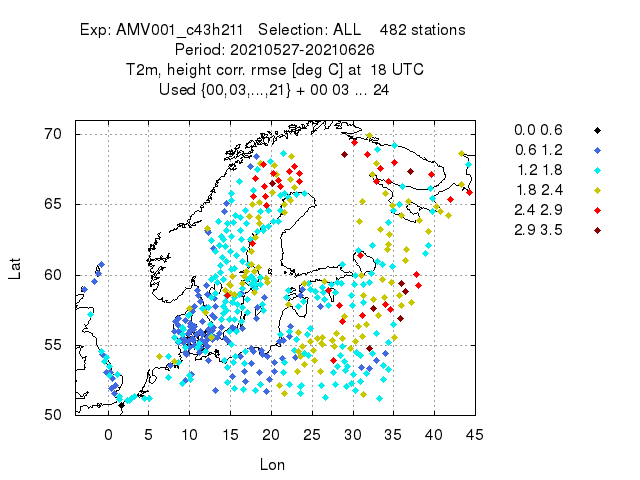 Exp: AMV001_c43h211   Selection: ALL    482 stations
Period: 20210527-20210626
T2m, height corr. rmse [deg C] at  18 UTC
Used {00,03,...,21} + 00 03 ... 24
70
65
60
55
50
Lat
0 5 10 15 20 25 30 35 40 45
Lon
0.0 0.6
0.6 1.2
1.2 1.8
1.8 2.4
2.4 2.9
2.9 3.5